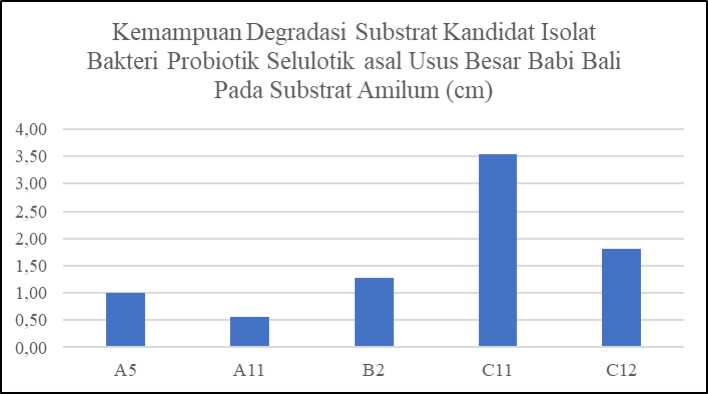 Kemampuan Degradasi Substrat Kandidat Isolat
Bakteri Probiotik Selulotik asal Usus Besar Babi Bali
Pada Substrat Amilum (cm)
4,00
3,50
3,00
2,50
2,00
1,50
1,00
0,50
0,00
A5 A11 B2 C11 C12